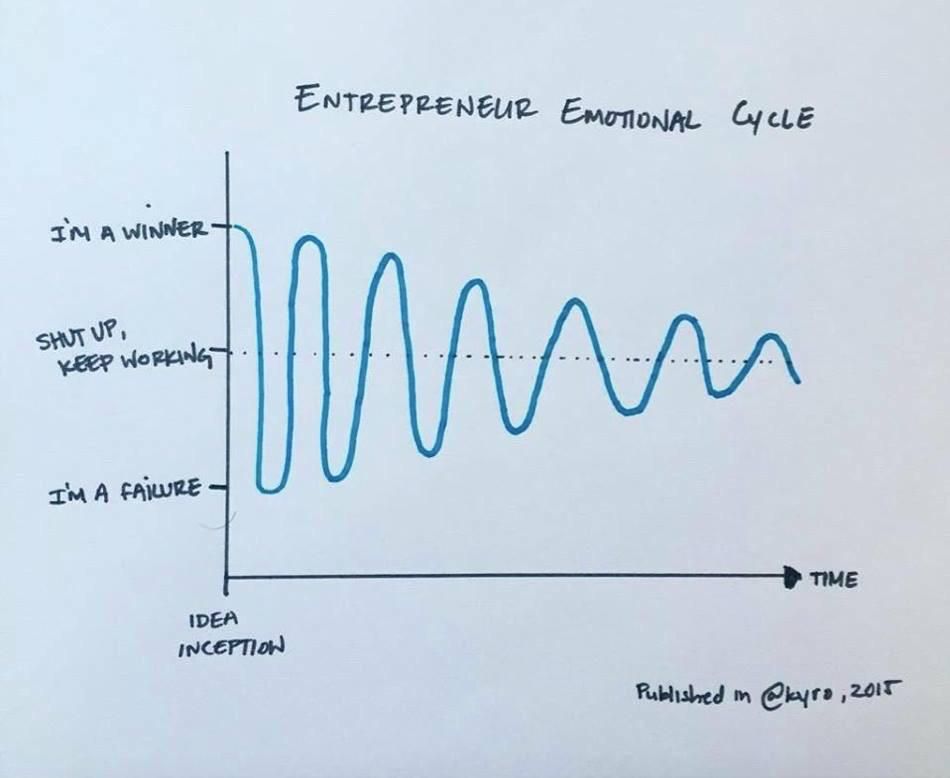 ENTREPRENEUR EMOTIONAL CYCLE
I'M A WINNER
SHUT UP,
KEEP WORKING
I'M A FAILURE
TIME
IDEA
INCEPTION
Published in @kyro, 2015